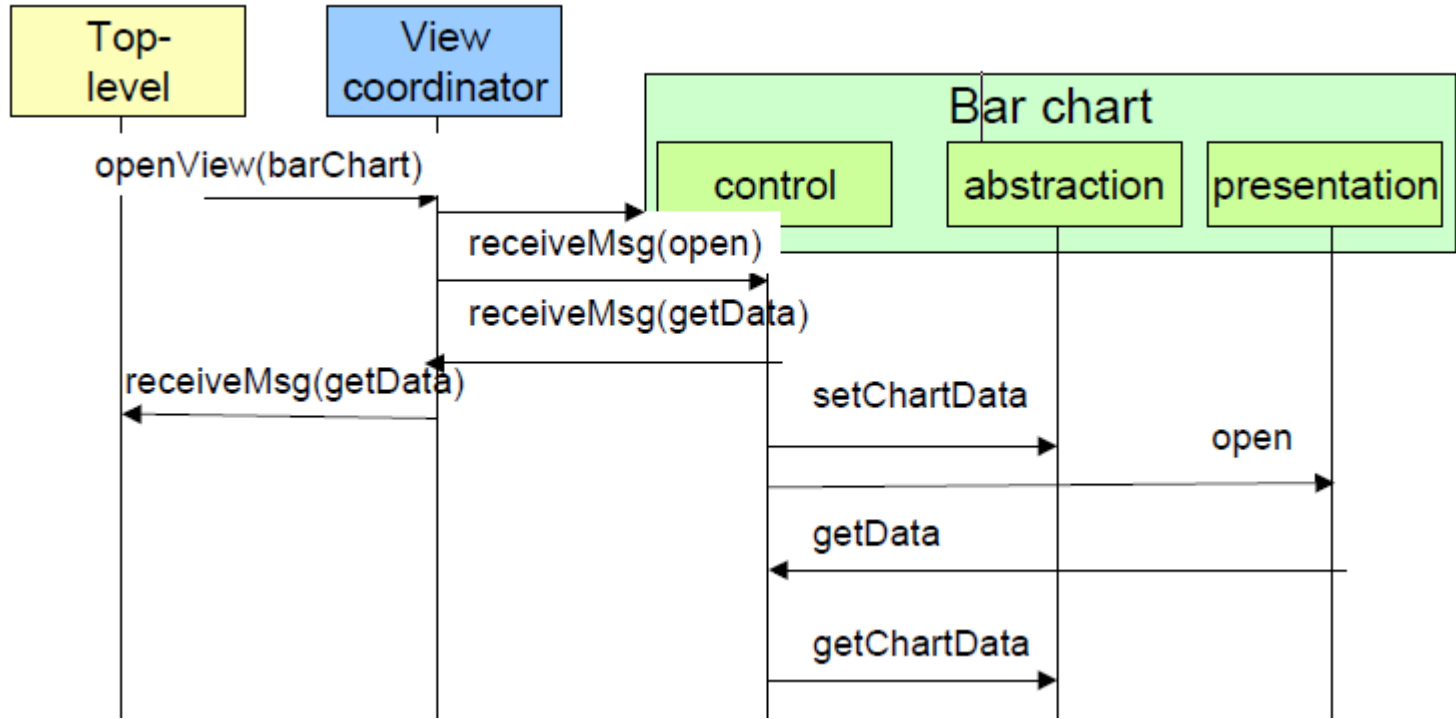 Top-
level
View
coordinator
Bar chart
control
abstraction
presentation
openView(barChart)
receiveMsg(open)
receiveMsg(getData)
receiveMsg(getData)
setChartData
open
getData
getChartData